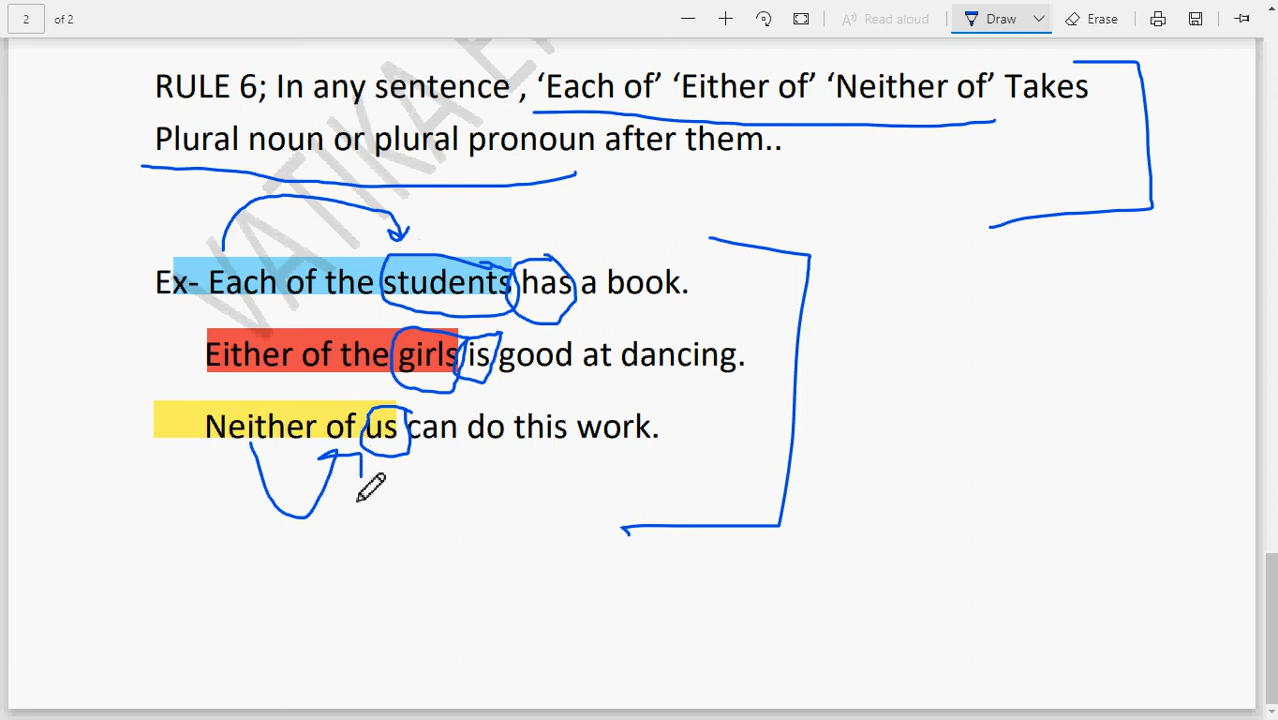 2 of 2
Read aloud
Draw
Erase
RULE 6; In any sentence , ‘Each of’ ‘Either of’ ‘Neither of’ Takes
Plural noun or plural pronoun after them..
VATIKA
Ex- Each of the students has a book.
Either of the girls is good at dancing.
Neither of us can do this work.